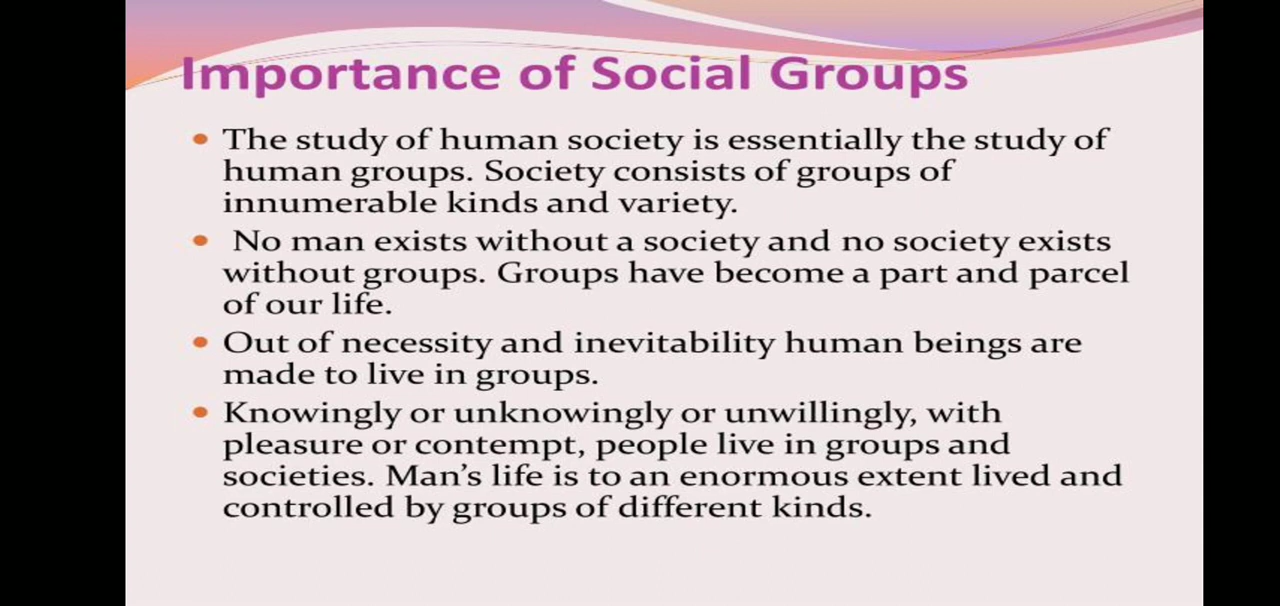 Importance of Social Groups
• The study of human society is essentially the study of
human groups. Society consists of groups of
innumerable kinds and variety.
• No man exists without a society and no society exists
without groups. Groups have become a part and parcel
of our life.
• Out of necessity and inevitability human beings are
made to live in groups.
• Knowingly or unknowingly or unwillingly, with
pleasure or contempt, people live in groups and
societies. Man’s life is to an enormous extent lived and
controlled by groups of different kinds.